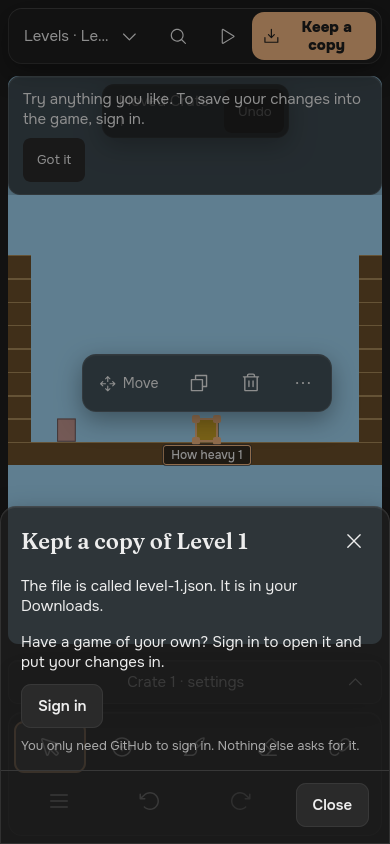 Levels · Le...
Keep a
copy
Try anything you like. To save your changes into
the game, sign in.
Undo
Got it
Move
How heavy 1
Kept a copy of Level 1
The file is called level-1.json. It is in your
Downloads.
Have a game of your own? Sign in to open it and
put your changes in.
Crate 1 · settings
Sign in
You only need GitHub to sign in. Nothing else asks for it.
Close